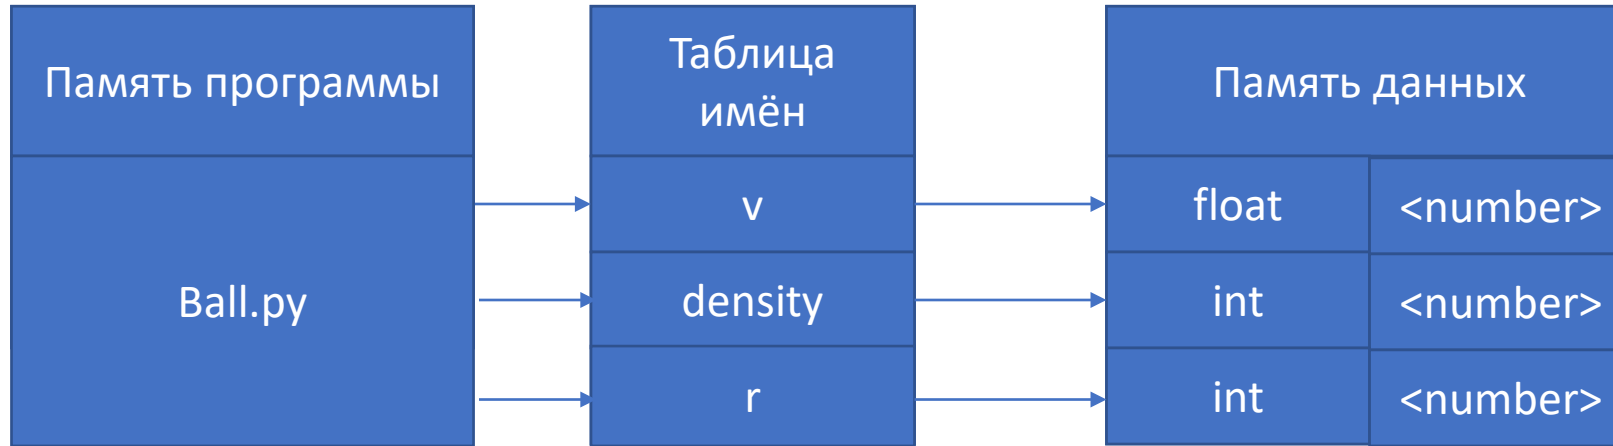 Память программы
Таблица
имён
Память данных
Ball.py
v
float
<number>
density
int
<number>
r
int
<number>